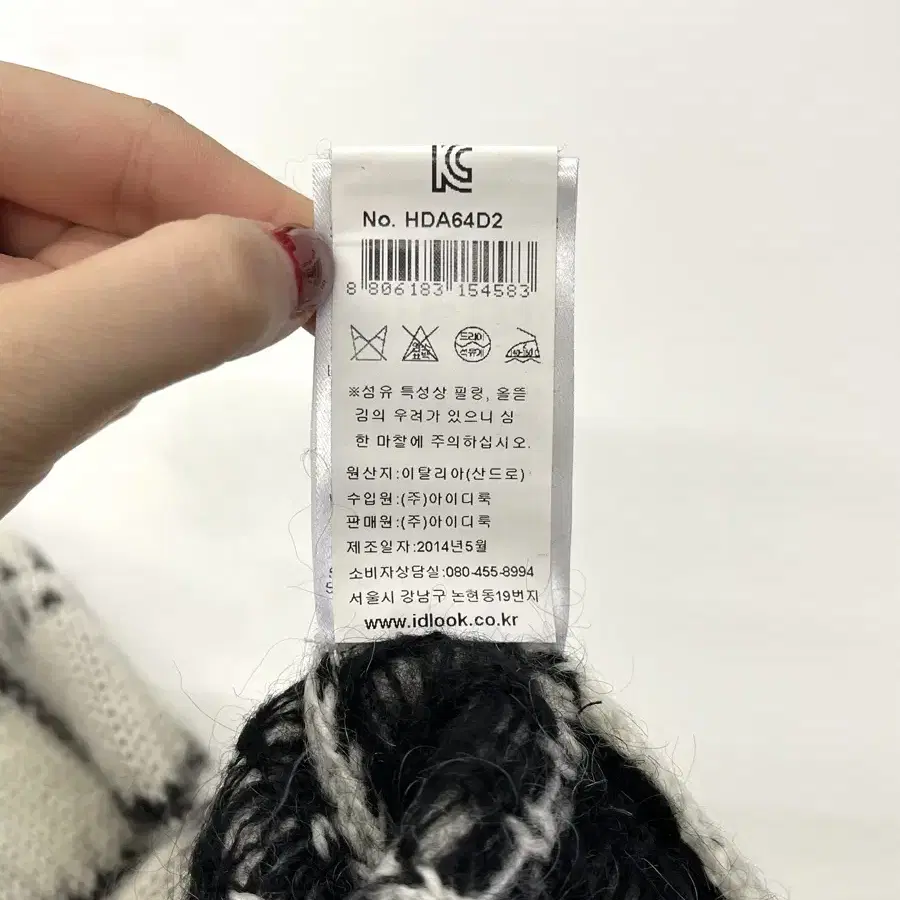 No. HDA64D2
8 806183 154583
드라이
석유계
※섬유 특성상 필링, 올뜯
김의 우려가 있으니 심
한 마찰에 주의하십시오.
원산지:이탈리아(산드로)
수입원:(주)아이디룩
판매원:(주)아이디룩
제조일자:2014년5월
소비자상담실:080-455-8994
서울시 강남구 논현동19번지
www.idlook.co.kr